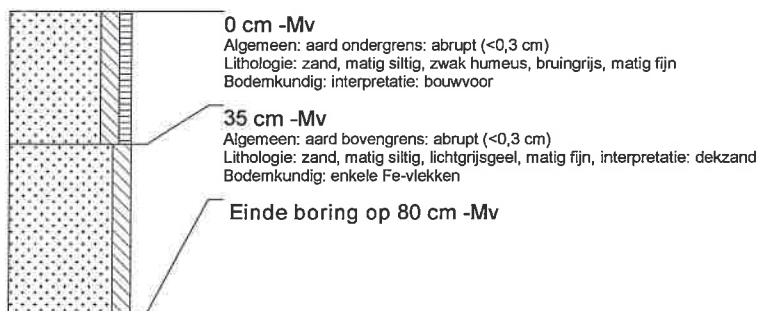 0 cm -Mv
Algemeen: aard ondergrens: abrupt (<0,3 cm)
Lithologie: zand, matig siltig, zwak humeus, bruingrijs, matig fijn
Bodemkundig: interpretatie: bouwvoor
35 cm -Mv
Algemeen: aard bovengrens: abrupt (<0,3 cm)
Lithologie: zand, matig siltig, lichtgrijsgeel, matig fijn, interpretatie: dekzand
Bodemkundig: enkele Fe-vlekken
Einde boring op 80 cm -Mv